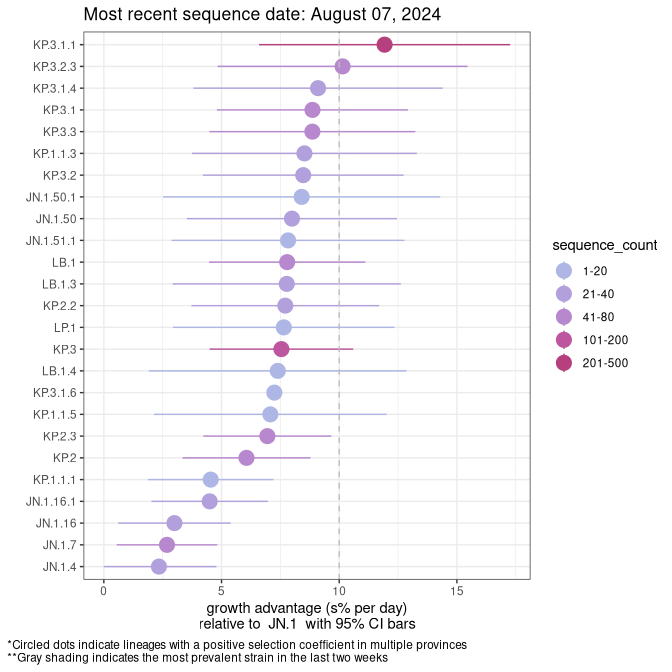 Most recent sequence date: August 07, 2024
KP.3.1.1
KP.3.2.3
KP.3.1.4
KP.3.1
KP.3.3
KP.1.1.3
KP.3.2
JN.1.50.1
JN.1.50
JN.1.51.1
LB.1
LB.1.3
KP.2.2
LP.1
KP.3
LB.1.4
KP.3.1.6
KP.1.1.5
KP.2.3
KP.2
KP.1.1.1
JN.1.16.1
JN.1.16
JN.1.7
JN.1.4
0 5 10 15
growth advantage (s% per day)
relative to JN.1 with 95% CI bars
sequence_count
1-20
21-40
41-80
101-200
201-500
*Circled dots indicate lineages with a positive selection coefficient in multiple provinces
**Gray shading indicates the most prevalent strain in the last two weeks